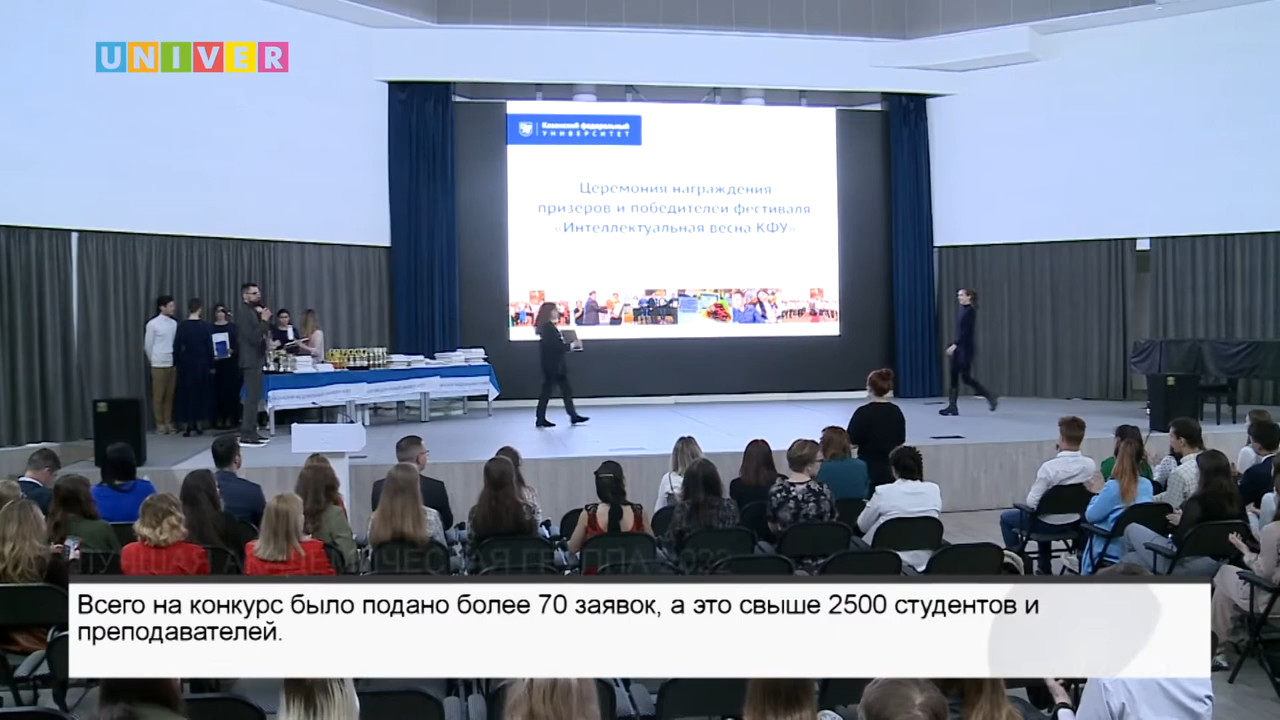 UNIVER
Казанский федеральный
УНИВЕРСИТЕТ
Церемония награждения
призеров и победителей фестиваля
«Интеллектуальная весна КФУ»
Всего на конкурс было подано более 70 заявок, а это свыше 2500 студентов и
преподавателей.